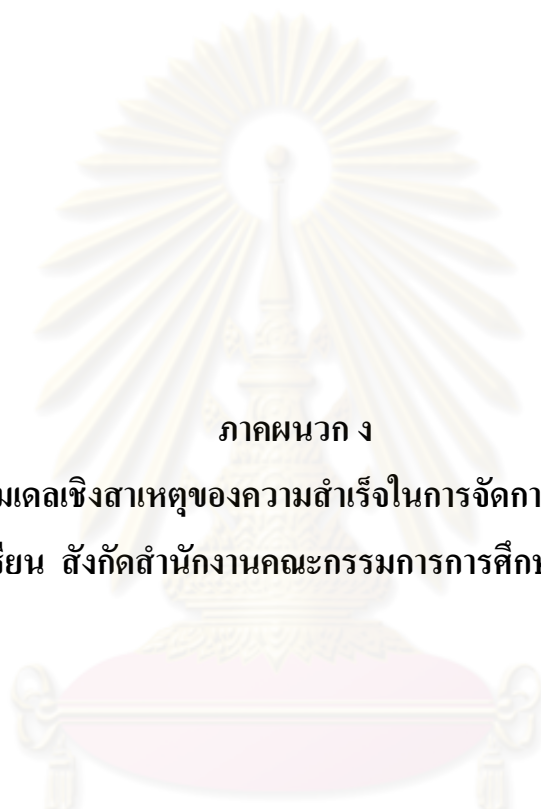 ภาคผนวก ง
มเดลเชิงสาเหตุของความสำเร็จในการจัดกา
รียน สังกัดสำนักงานคณะกรรมการการศึกษ